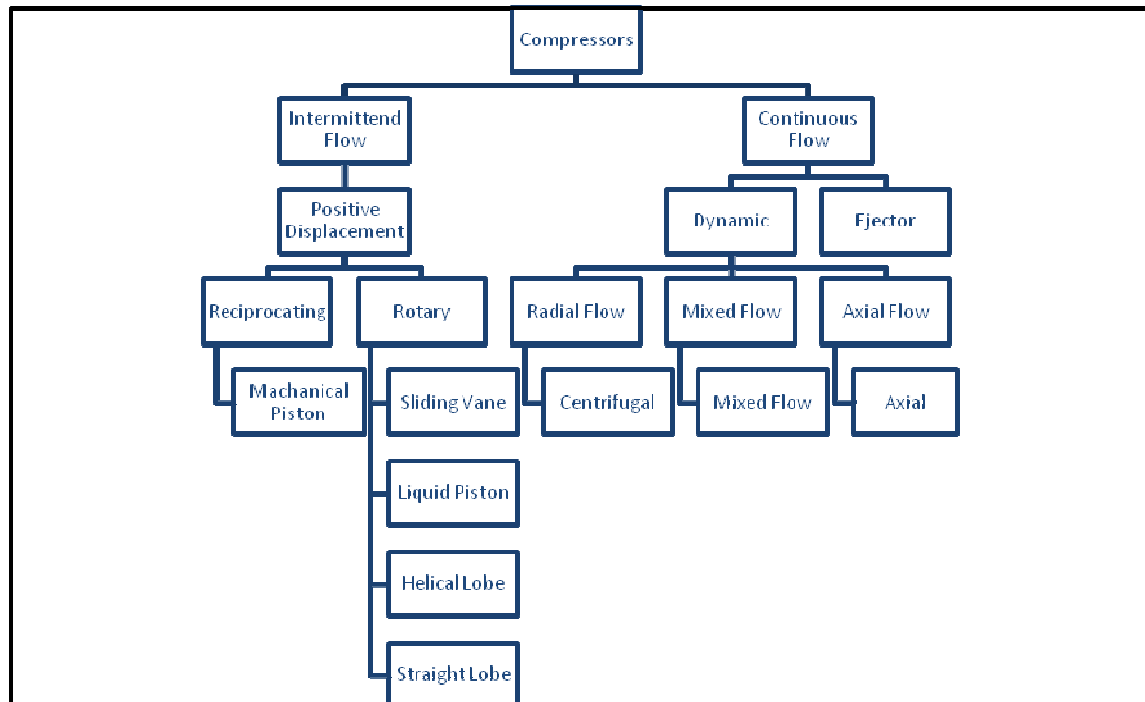 Compressors
Intermittend
Flow
Continuous
Flow
Positive
Displacement
Dynamic
Ejector
Reciprocating
Rotary
Radial Flow
Mixed Flow
Axial Flow
Machanical
Piston
Sliding Vane
Centrifugal
Mixed Flow
Axial
Liquid Piston
Helical Lobe
Straight Lobe